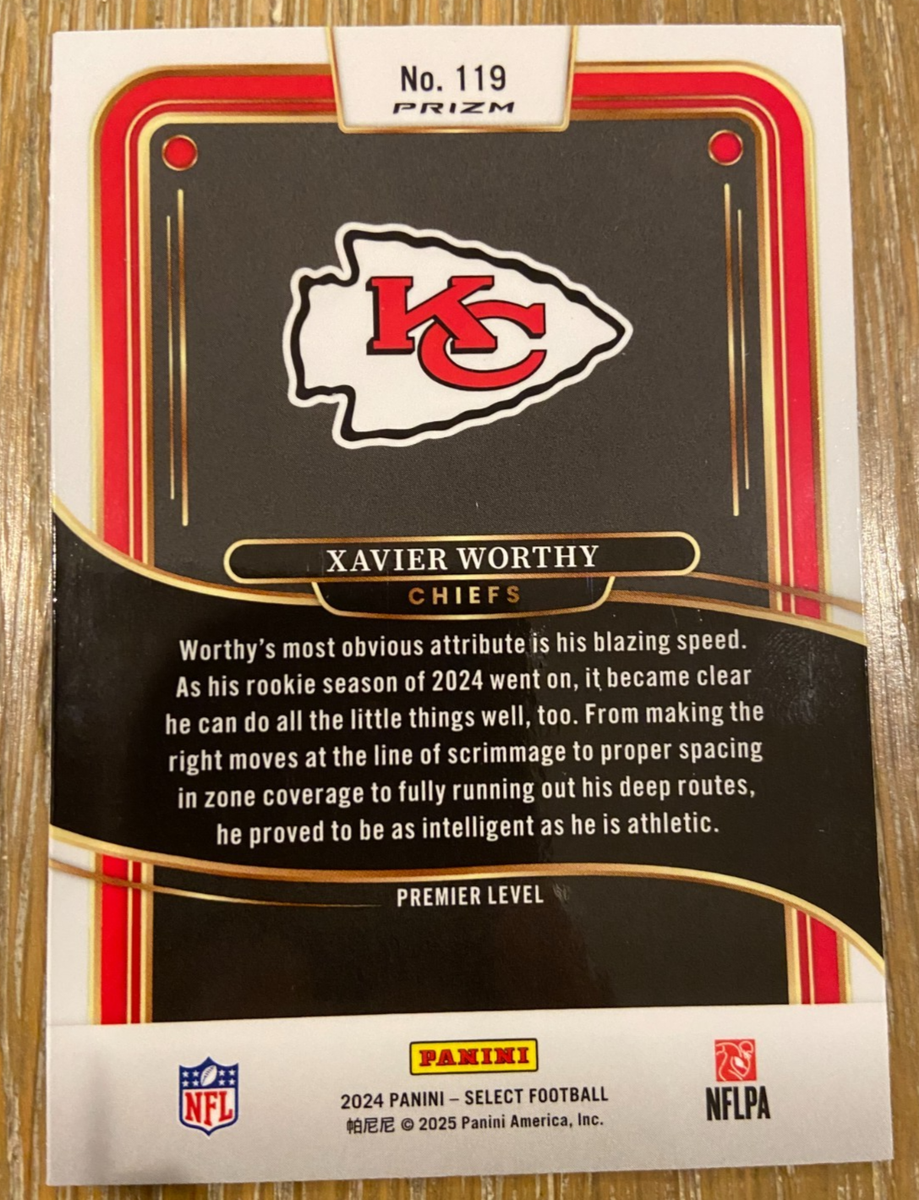 No. 119
PRIZM
KC
XAVIER WORTHY
CHIEFS
Worthy's most obvious attribute is his blazing speed.
As his rookie season of 2024 went on, it became clear
he can do all the little things well, too. From making the
right moves at the line of scrimmage to proper spacing
in zone coverage to fully running out his deep routes,
he proved to be as intelligent as he is athletic.
PREMIER LEVEL
NFL
PANINI
2024 PANINI – SELECT FOOTBALL
帕尼尼 © 2025 Panini America, Inc.
NFLPA